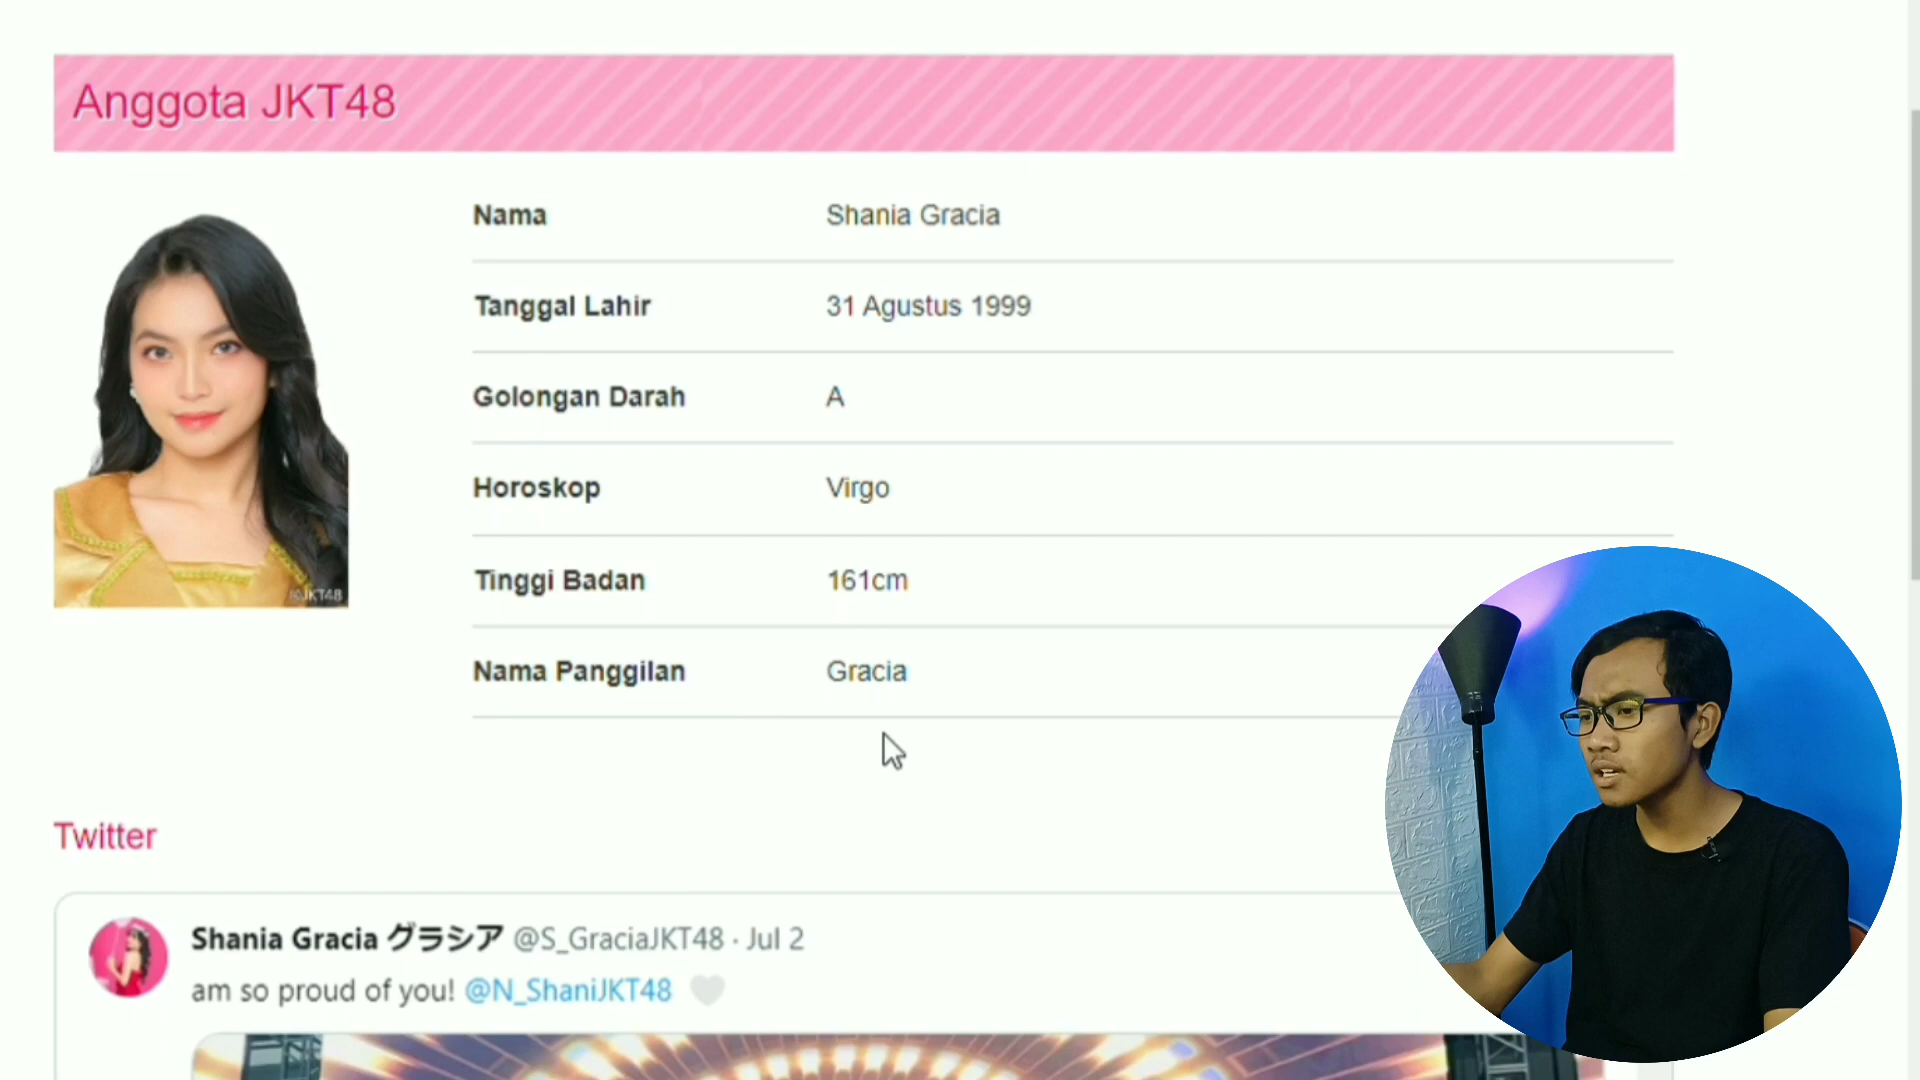 Anggota JKT48
Nama Shania Gracia
Tanggal Lahir 31 Agustus 1999
Golongan Darah A
Horoskop Virgo
Tinggi Badan 161cm
Nama Panggilan Gracia
©JKT48
Twitter
Shania Gracia グラシア @S_GraciaJKT48 · Jul 2
am so proud of you! @N_ShaniJKT48